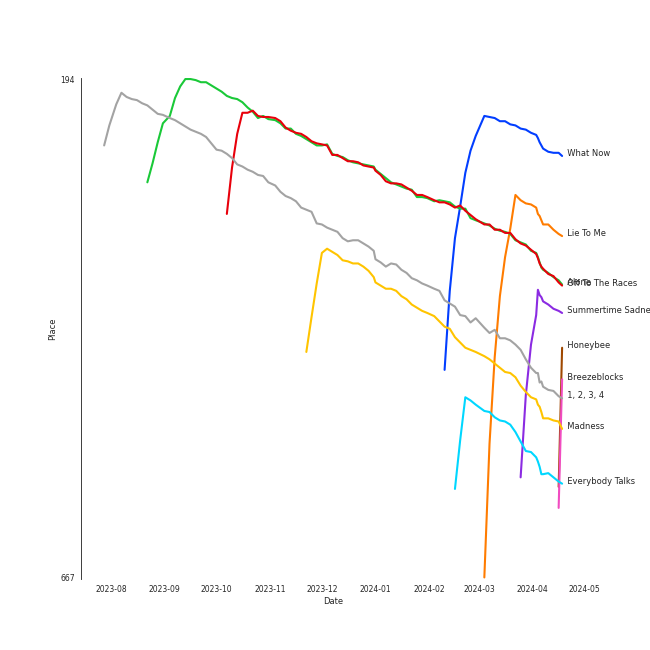 194
What Now
Lie To Me
Off To The Races
Summertime Sadne
Honeybee
Breezeblocks
1, 2, 3, 4
Madness
Everybody Talks
667
Place
2023-08
2023-09
2023-10
2023-11
2023-12
2024-01
2024-02
2024-03
2024-04
2024-05
Date